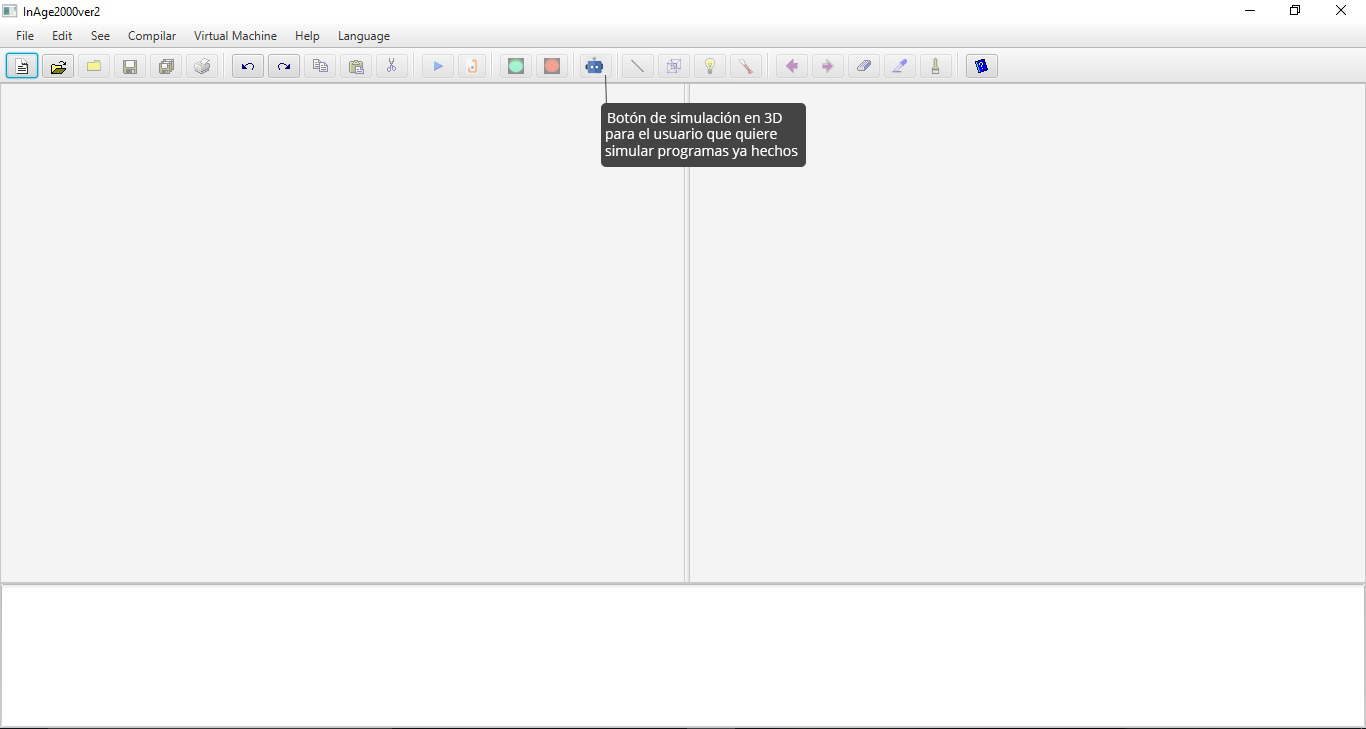 InAge2000ver2
File Edit See Compilar Virtual Machine Help Language
Botón de simulación en 3D
para el usuario que quiere
simular programas ya hechos